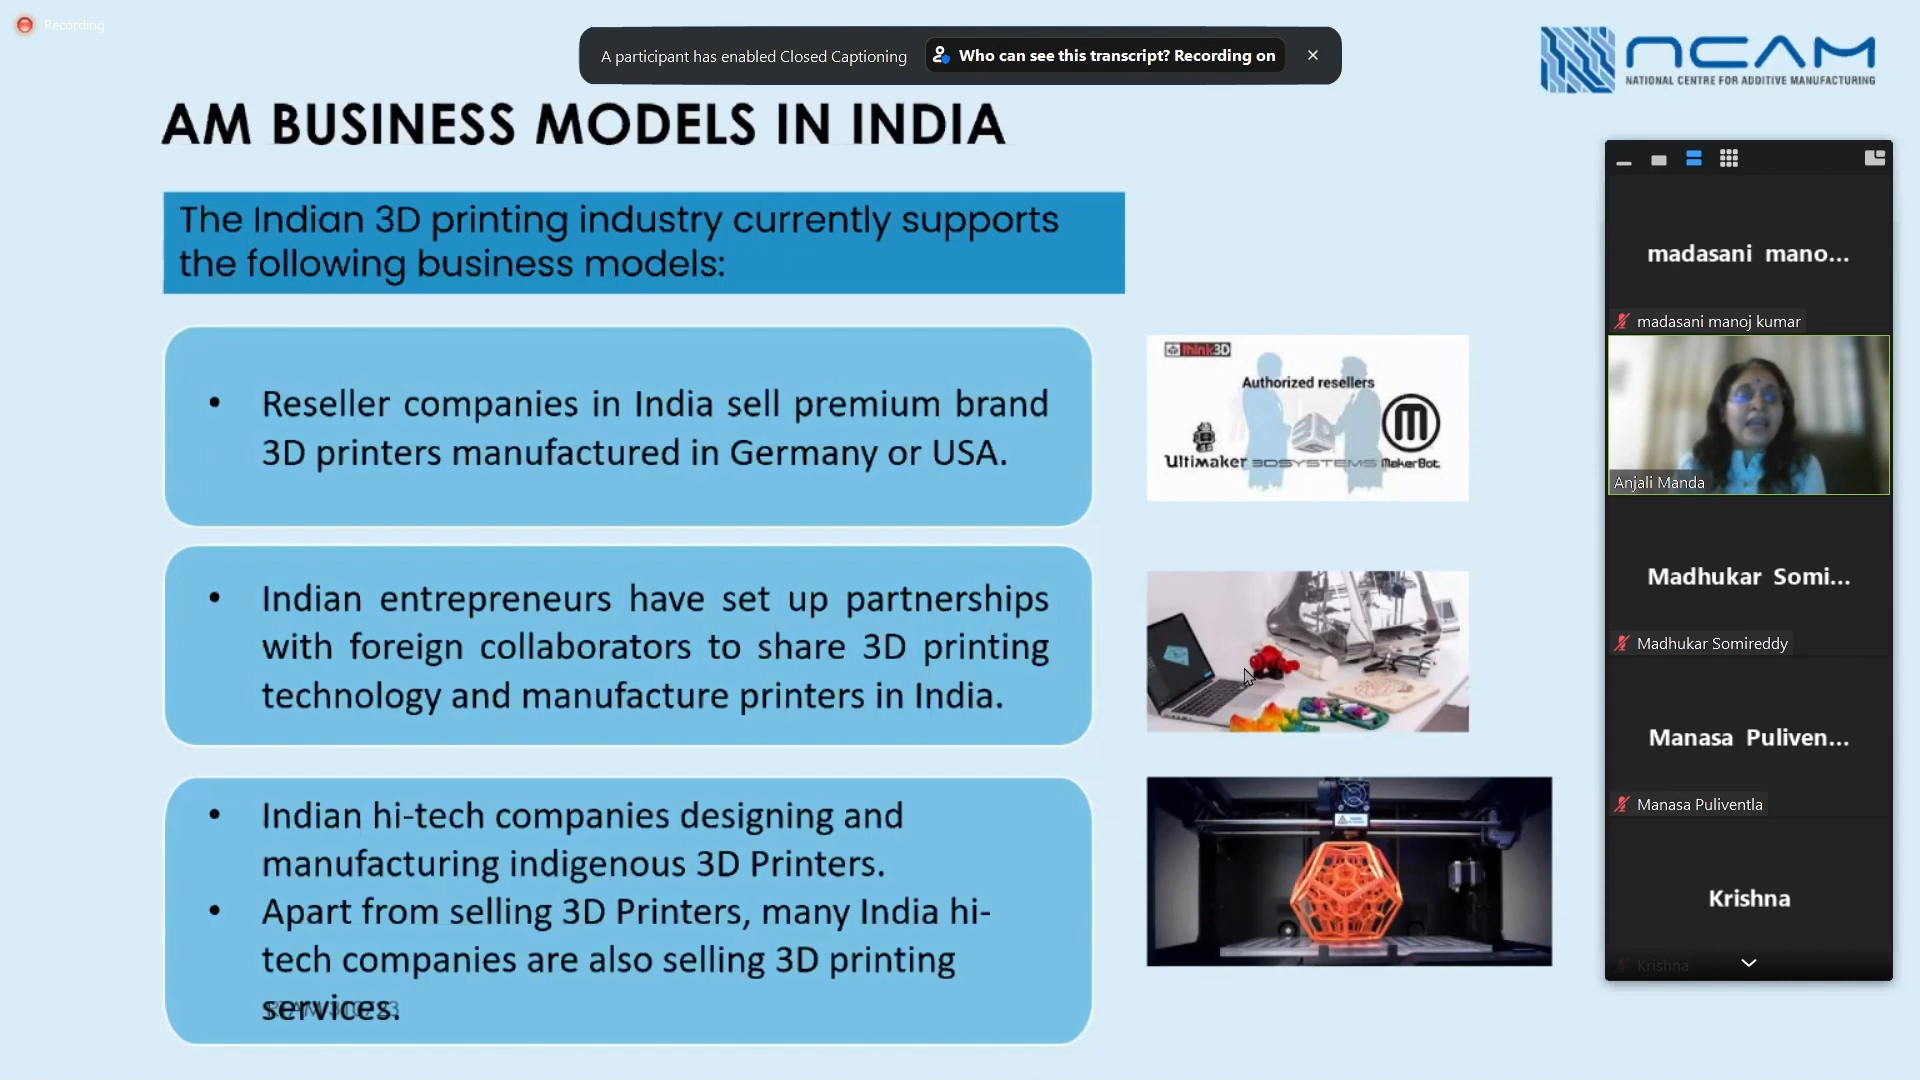 Recording
A participant has enabled Closed Captioning
Who can see this transcript? Recording on
ncam
NATIONAL CENTRE FOR ADDITIVE MANUFACTURING
AM BUSINESS MODELS IN INDIA
The Indian 3D printing industry currently supports
the following business models:
• Reseller companies in India sell premium brand
3D printers manufactured in Germany or USA.
think3D
Authorized resellers
Ultimaker 3DSYSTEMS MakerBot
• Indian entrepreneurs have set up partnerships
with foreign collaborators to share 3D printing
technology and manufacture printers in India.
• Indian hi-tech companies designing and
manufacturing indigenous 3D Printers.
• Apart from selling 3D Printers, many India hi-
tech companies are also selling 3D printing
services.
madasani mano...
madasani manoj kumar
Anjali Manda
Madhukar Somi...
Madhukar Somireddy
Manasa Puliven...
Manasa Puliventla
Krishna
Krishna